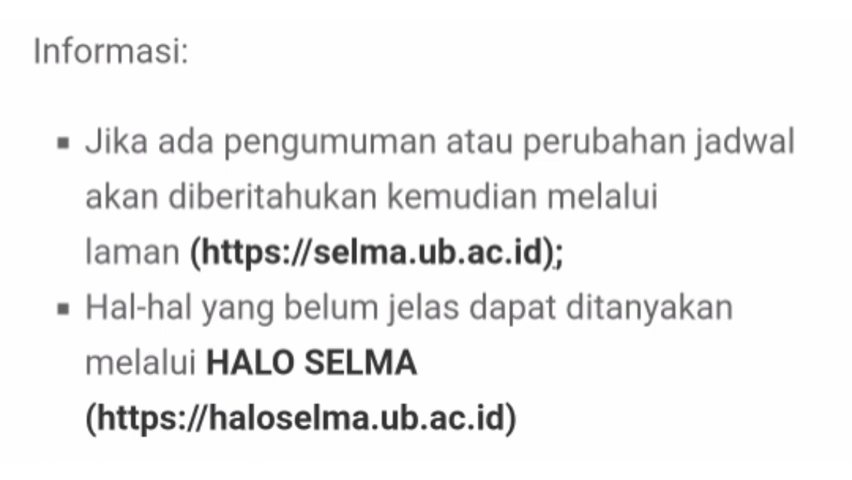 Informasi:
▪ Jika ada pengumuman atau perubahan jadwal
akan diberitahukan kemudian melalui
laman (https://selma.ub.ac.id);
▪ Hal-hal yang belum jelas dapat ditanyakan
melalui HALO SELMA
(https://haloselma.ub.ac.id)